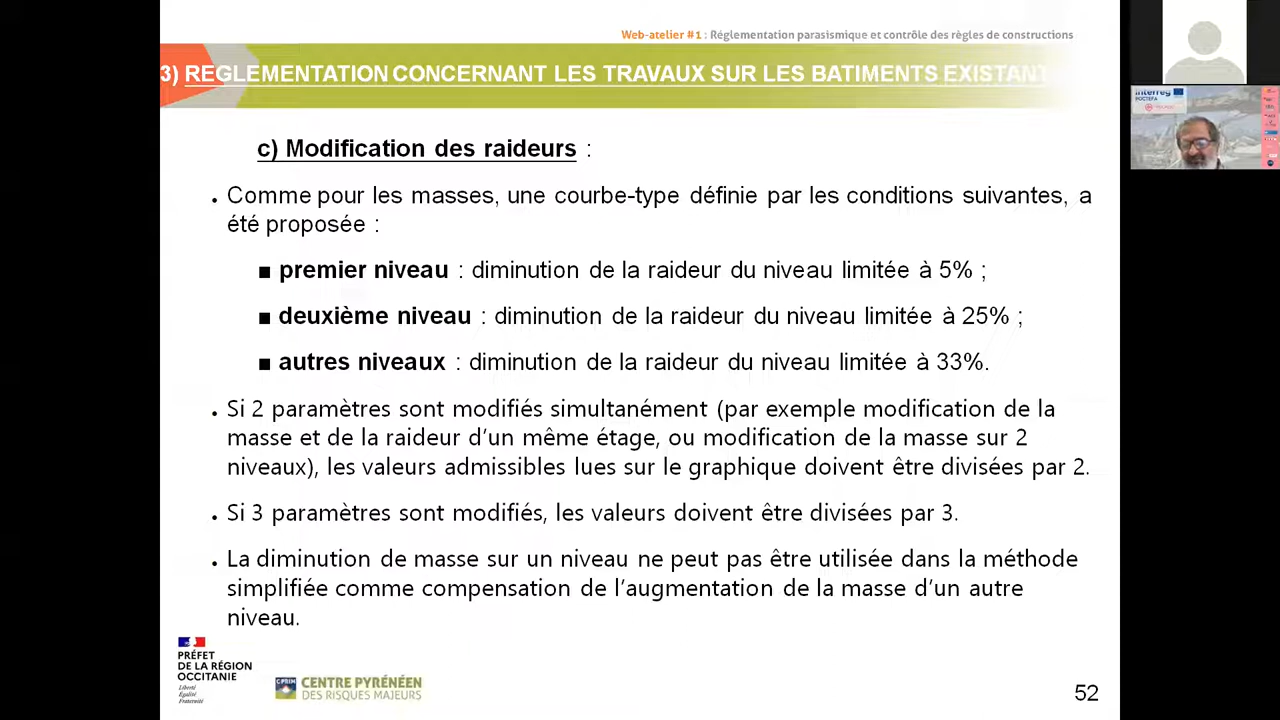 Web-atelier #1 : Réglementation parasismique et contrôle des règles de constructions
3) REGLEMENTATION CONCERNANT LES TRAVAUX SUR LES BATIMENTS EXISTANT
c) Modification des raideurs :
• Comme pour les masses, une courbe-type définie par les conditions suivantes, a
été proposée :
■ premier niveau : diminution de la raideur du niveau limitée à 5% ;
■ deuxième niveau : diminution de la raideur du niveau limitée à 25% ;
■ autres niveaux : diminution de la raideur du niveau limitée à 33%.
• Si 2 paramètres sont modifiés simultanément (par exemple modification de la
masse et de la raideur d'un même étage, ou modification de la masse sur 2
niveaux), les valeurs admissibles lues sur le graphique doivent être divisées par 2.
• Si 3 paramètres sont modifiés, les valeurs doivent être divisées par 3.
• La diminution de masse sur un niveau ne peut pas être utilisée dans la méthode
simplifiée comme compensation de l'augmentation de la masse d'un autre
niveau.
PRÉFET
DE LA RÉGION
OCCITANIE
Liberté
Égalité
Fraternité
CPRIM
CENTRE PYRÉNÉEN
DES RISQUES MAJEURS
52
Interreg
POCTEFA